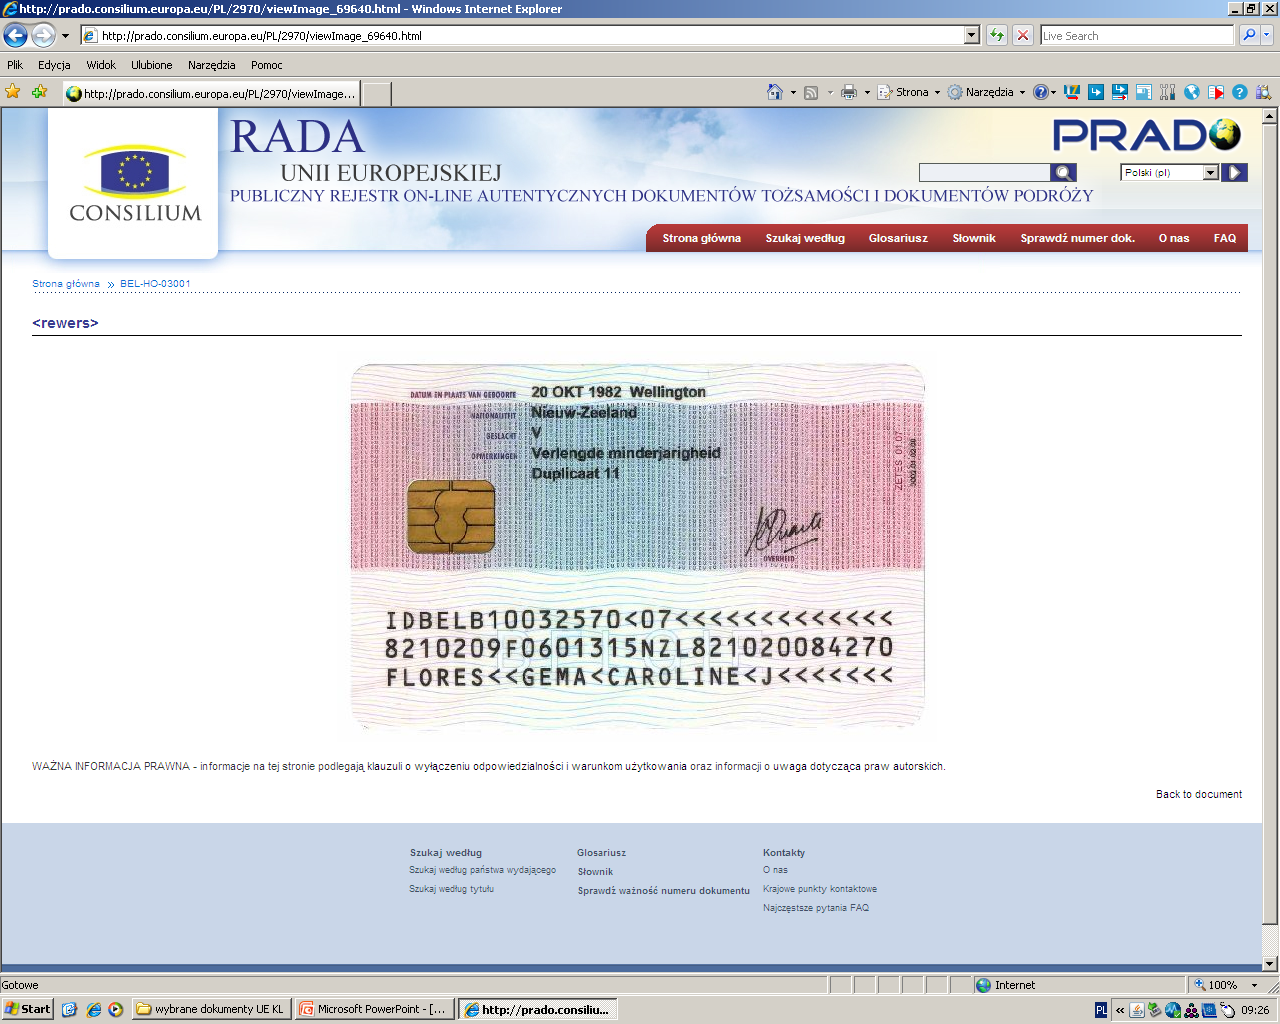 http://prado.consilium.europa.eu/PL/2970/viewImage_69640.html - Windows Internet Explorer
http://prado.consilium.europa.eu/PL/2970/viewImage_69640.html
Live Search
Plik Edycja Widok Ulubione Narzędzia Pomoc
http://prado.consilium.europa.eu/PL/2970/viewImage...
Strona Narzędzia
CONSILIUM
RADA
UNII EUROPEJSKIEJ
PRADO
Polski (pl)
PUBLICZNY REJESTR ON-LINE AUTENTYCZNYCH DOKUMENTÓW TOŻSAMOŚCI I DOKUMENTÓW PODRÓŻY
Strona główna Szukaj według Glosariusz Słownik Sprawdź numer dok. O nas FAQ
Strona główna » BEL-HO-03001
<rewers>
DATUM EN PLAATS VAN GEBOORTE 20 OKT 1982 Wellington
NATIONALITEIT Nieuw-Zeeland
GESLACHT V
OPMERKINGEN Verlengde minderjarigheid
Duplicaat 11
ZETES 01 07
OVERHEID
BELGIË
IDBELB10032570<07<<<<<<<<<<<<<
8210209F0601315NZL821020084270
FLORES<<GEMA<CAROLINE<J<<<<<<<
WAŻNA INFORMACJA PRAWNA - informacje na tej stronie podlegają klauzuli o wyłączeniu odpowiedzialności i warunkom użytkowania oraz informacji o uwaga dotycząca praw autorskich.
Back to document
Szukaj według
Szukaj według państwa wydającego
Szukaj według tytułu
Glosariusz
Słownik
Sprawdź ważność numeru dokumentu
Kontakty
O nas
Krajowe punkty kontaktowe
Najczęstsze pytania FAQ
Gotowe Internet 100%
Start wybrane dokumenty UE KL Microsoft PowerPoint - [... http://prado.consiliu... PL « 09:26